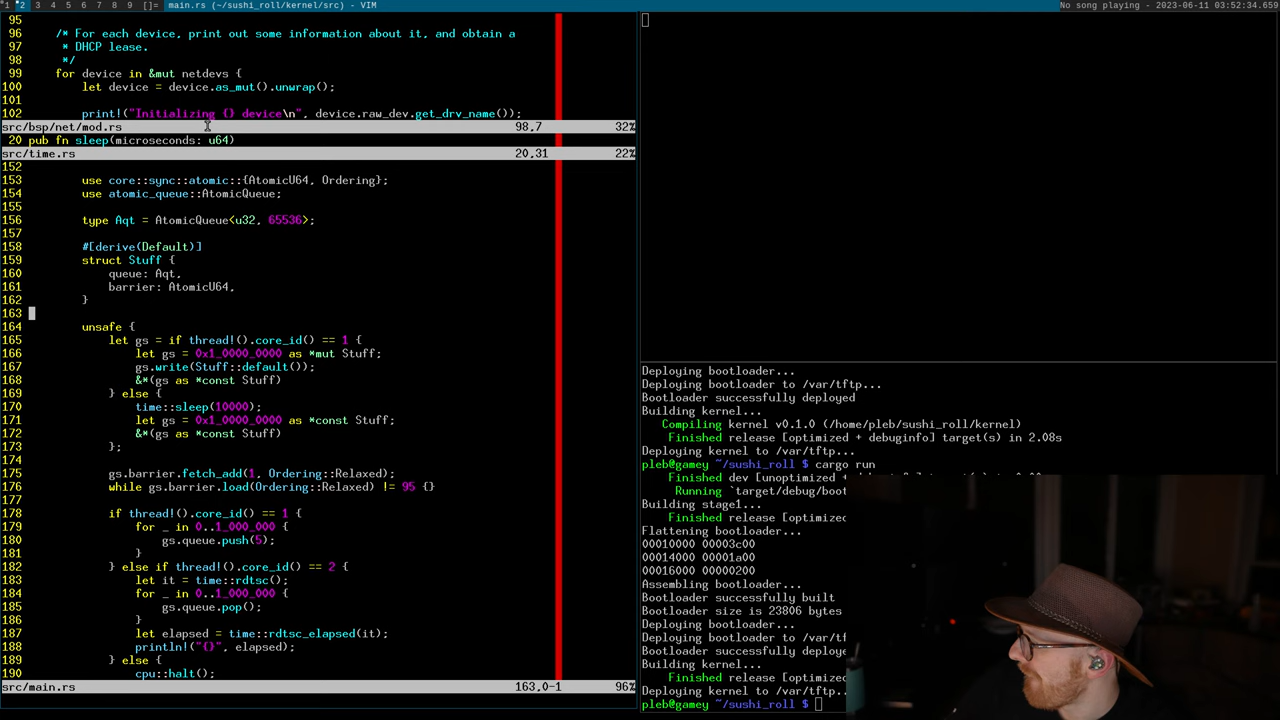 1 2 3 4 5 6 7 8 9 []= main.rs (~/sushi_roll/kernel/src) - VIM No song playing - 2023-06-11 03:52:34.659
95
96 /* For each device, print out some information about it, and obtain a
97 * DHCP lease.
98 */
99 for device in &mut netdevs {
100 let device = device.as_mut().unwrap();
101
102 print!("Initializing {} device\n", device.raw_dev.get_drv_name());
src/bsp/net/mod.rs 98,7 32%
20 pub fn sleep(microseconds: u64)
src/time.rs 20,31 22%
152
153 use core::sync::atomic::{AtomicU64, Ordering};
154 use atomic_queue::AtomicQueue;
155
156 type Aqt = AtomicQueue<u32, 65536>;
157
158 #[derive(Default)]
159 struct Stuff {
160 queue: Aqt,
161 barrier: AtomicU64,
162 }
163
164 unsafe {
165 let gs = if thread!().core_id() == 1 {
166 let gs = 0x1_0000_0000 as *mut Stuff;
167 gs.write(Stuff::default());
168 &*(gs as *const Stuff)
169 } else {
170 time::sleep(10000);
171 let gs = 0x1_0000_0000 as *const Stuff;
172 &*(gs as *const Stuff)
173 };
174
175 gs.barrier.fetch_add(1, Ordering::Relaxed);
176 while gs.barrier.load(Ordering::Relaxed) != 95 {}
177
178 if thread!().core_id() == 1 {
179 for _ in 0..1_000_000 {
180 gs.queue.push(5);
181 }
182 } else if thread!().core_id() == 2 {
183 let it = time::rdtsc();
184 for _ in 0..1_000_000 {
185 gs.queue.pop();
186 }
187 let elapsed = time::rdtsc_elapsed(it);
188 println!("{}", elapsed);
189 } else {
190 cpu::halt();
src/main.rs 163,0-1 96%
Deploying bootloader...
Deploying bootloader to /var/tftp...
Bootloader successfully deployed
Building kernel...
Compiling kernel v0.1.0 (/home/pleb/sushi_roll/kernel)
Finished release [optimized + debuginfo] target(s) in 2.08s
Deploying kernel to /var/tftp...
pleb@gamey ~/sushi_roll $ cargo run
Finished dev [unoptimized
Running `target/debug/boot
Building stage1...
Finished release [optimized
Flattening bootloader...
00010000 00003c00
00014000 00001a00
00016000 00000200
Assembling bootloader...
Bootloader successfully built
Bootloader size is 23806 bytes
Deploying bootloader...
Deploying bootloader to /var/tf
Bootloader successfully deploye
Building kernel...
Finished release [optimized
Deploying kernel to /var/tftp..
pleb@gamey ~/sushi_roll $